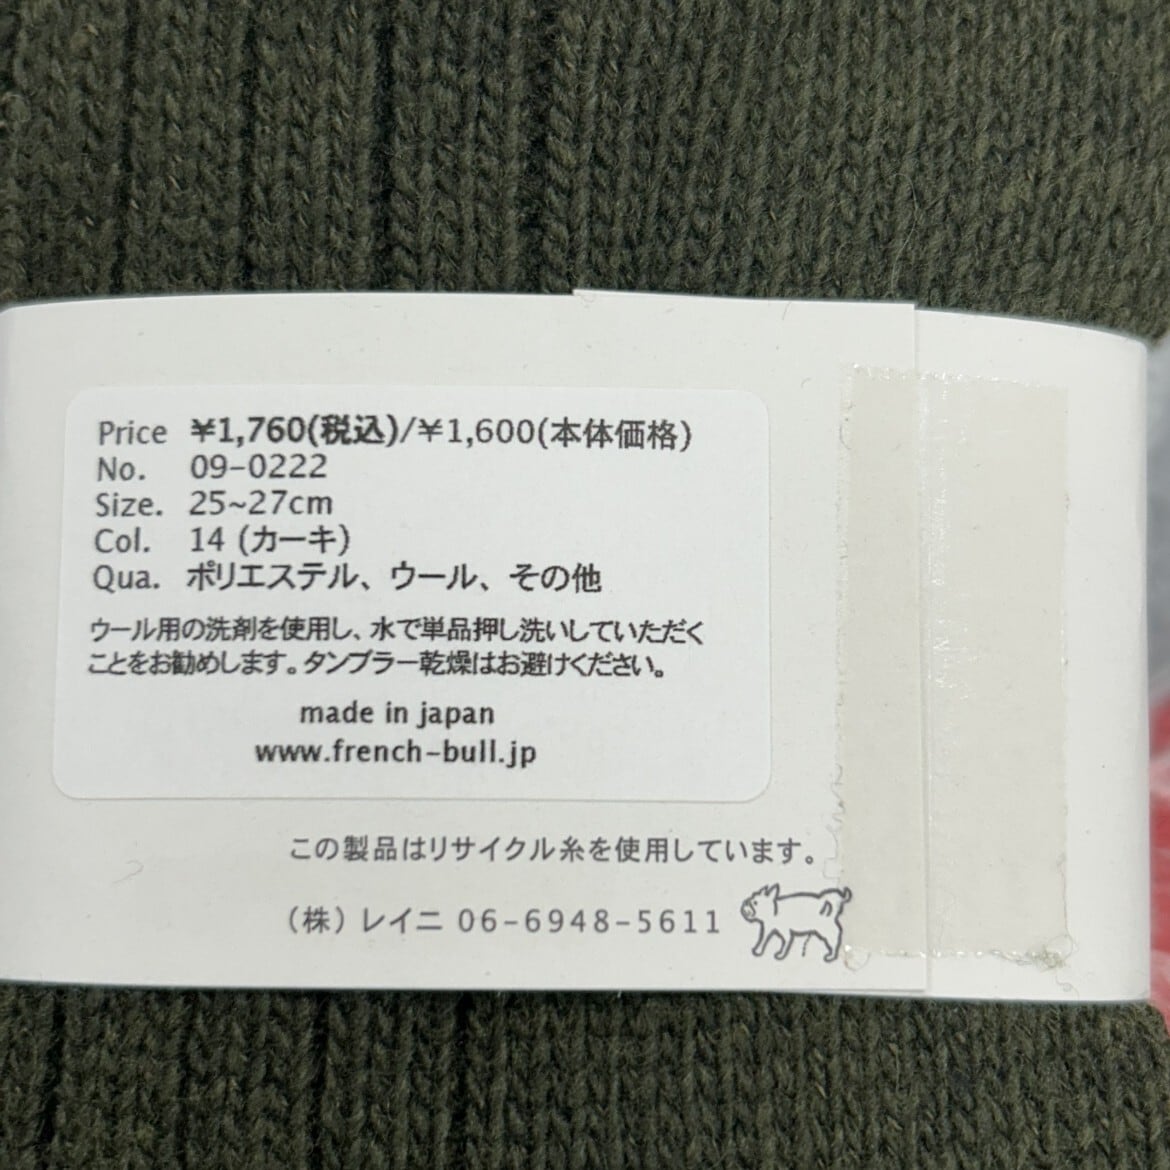 Price ¥1,760(税込)/¥1,600(本体価格)
No. 09-0222
Size. 25~27cm
Col. 14 (カーキ)
Qua. ポリエステル、ウール、その他
ウール用の洗剤を使用し、水で単品押し洗いしていただく
ことをお勧めします。タンブラー乾燥はお避けください。
made in japan
www.french-bull.jp
この製品はリサイクル糸を使用しています。
(株) レイニ 06-6948-5611